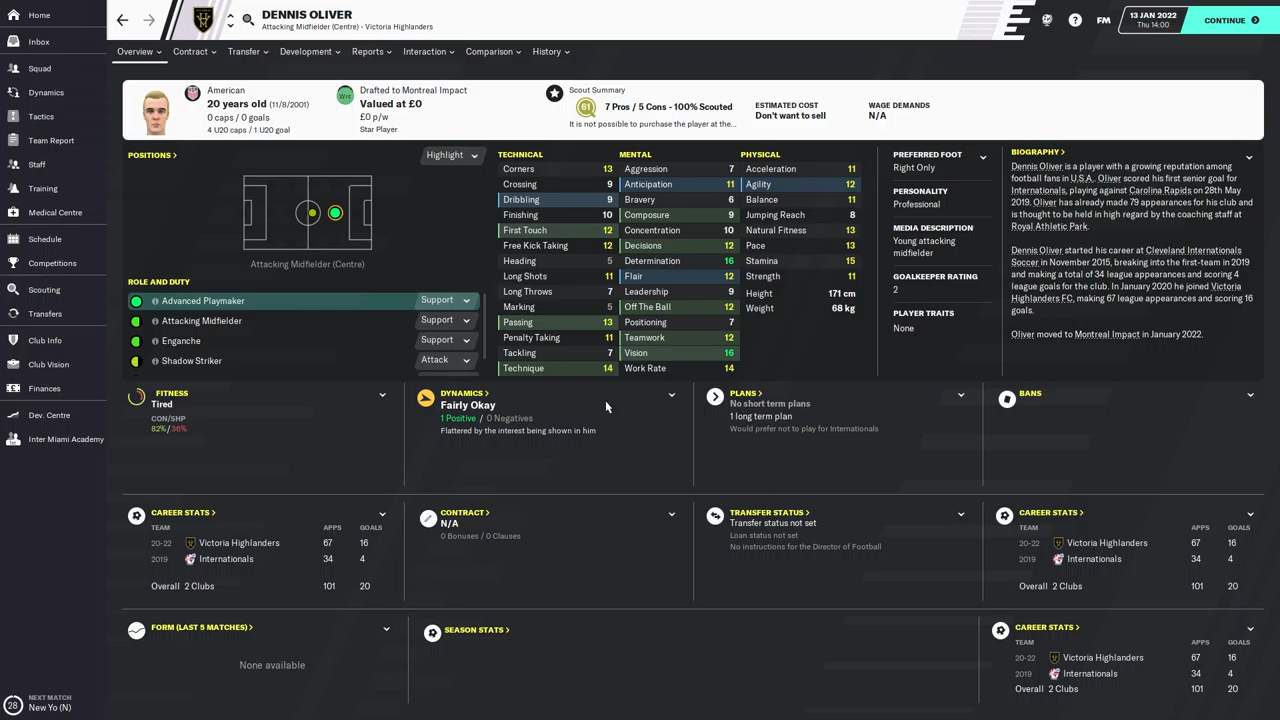 Home
Inbox
Squad
Dynamics
Tactics
Team Report
Staff
Training
Medical Centre
Schedule
Competitions
Scouting
Transfers
Club Info
Club Vision
Finances
Dev. Centre
Inter Miami Academy
28
NEXT MATCH
New Yo (N)
DENNIS OLIVER
Attacking Midfielder (Centre) - Victoria Highlanders
?
FM
13 JAN 2022
Thu 14:00
CONTINUE
Overview
Contract
Transfer
Development
Reports
Interaction
Comparison
History
American
20 years old (11/8/2001)
0 caps / 0 goals
4 U20 caps / 1 U20 goal
Wnt
Drafted to Montreal Impact
Valued at £0
£0 p/w
Star Player
Scout Summary
61
7 Pros / 5 Cons - 100% Scouted
It is not possible to purchase the player at the...
ESTIMATED COST
Don't want to sell
WAGE DEMANDS
N/A
POSITIONS
Highlight
Attacking Midfielder (Centre)
ROLE AND DUTY
Advanced Playmaker Support
Attacking Midfielder Support
Enganche Support
Shadow Striker Attack
TECHNICAL
Corners 13
Crossing 9
Dribbling 9
Finishing 10
First Touch 12
Free Kick Taking 12
Heading 5
Long Shots 11
Long Throws 7
Marking 5
Passing 13
Penalty Taking 11
Tackling 7
Technique 14
MENTAL
Aggression 7
Anticipation 11
Bravery 6
Composure 9
Concentration 10
Decisions 12
Determination 16
Flair 12
Leadership 9
Off The Ball 12
Positioning 7
Teamwork 12
Vision 16
Work Rate 14
PHYSICAL
Acceleration 11
Agility 12
Balance 11
Jumping Reach 8
Natural Fitness 13
Pace 13
Stamina 15
Strength 11
Height 171 cm
Weight 68 kg
PREFERRED FOOT
Right Only
PERSONALITY
Professional
MEDIA DESCRIPTION
Young attacking
midfielder
GOALKEEPER RATING
2
PLAYER TRAITS
None
BIOGRAPHY
Dennis Oliver is a player with a growing reputation among
football fans in U.S.A.. Oliver scored his first senior goal for
Internationals, playing against Carolina Rapids on 28th May
2019. Oliver has already made 79 appearances for his club and
is thought to be held in high regard by the coaching staff at
Royal Athletic Park.
Dennis Oliver started his career at Cleveland Internationals
Soccer in November 2015, breaking into the first-team in 2019
and making a total of 34 league appearances and scoring 4
league goals for the club. In January 2020 he joined Victoria
Highlanders FC, making 67 league appearances and scoring 16
goals.
Oliver moved to Montreal Impact in January 2022.
FITNESS
Tired
CON/SHP
82%/36%
DYNAMICS
Fairly Okay
1 Positive / 0 Negatives
Flattered by the interest being shown in him
PLANS
No short term plans
1 long term plan
Would prefer not to play for Internationals
BANS
CAREER STATS
TEAM APPS GOALS
20-22 Victoria Highlanders 67 16
2019 Internationals 34 4
Overall 2 Clubs 101 20
CONTRACT
N/A
0 Bonuses / 0 Clauses
TRANSFER STATUS
Transfer status not set
Loan status not set
No instructions for the Director of Football
CAREER STATS
TEAM APPS GOALS
20-22 Victoria Highlanders 67 16
2019 Internationals 34 4
Overall 2 Clubs 101 20
FORM (LAST 5 MATCHES)
None available
SEASON STATS
CAREER STATS
TEAM APPS GOALS
20-22 Victoria Highlanders 67 16
2019 Internationals 34 4
Overall 2 Clubs 101 20